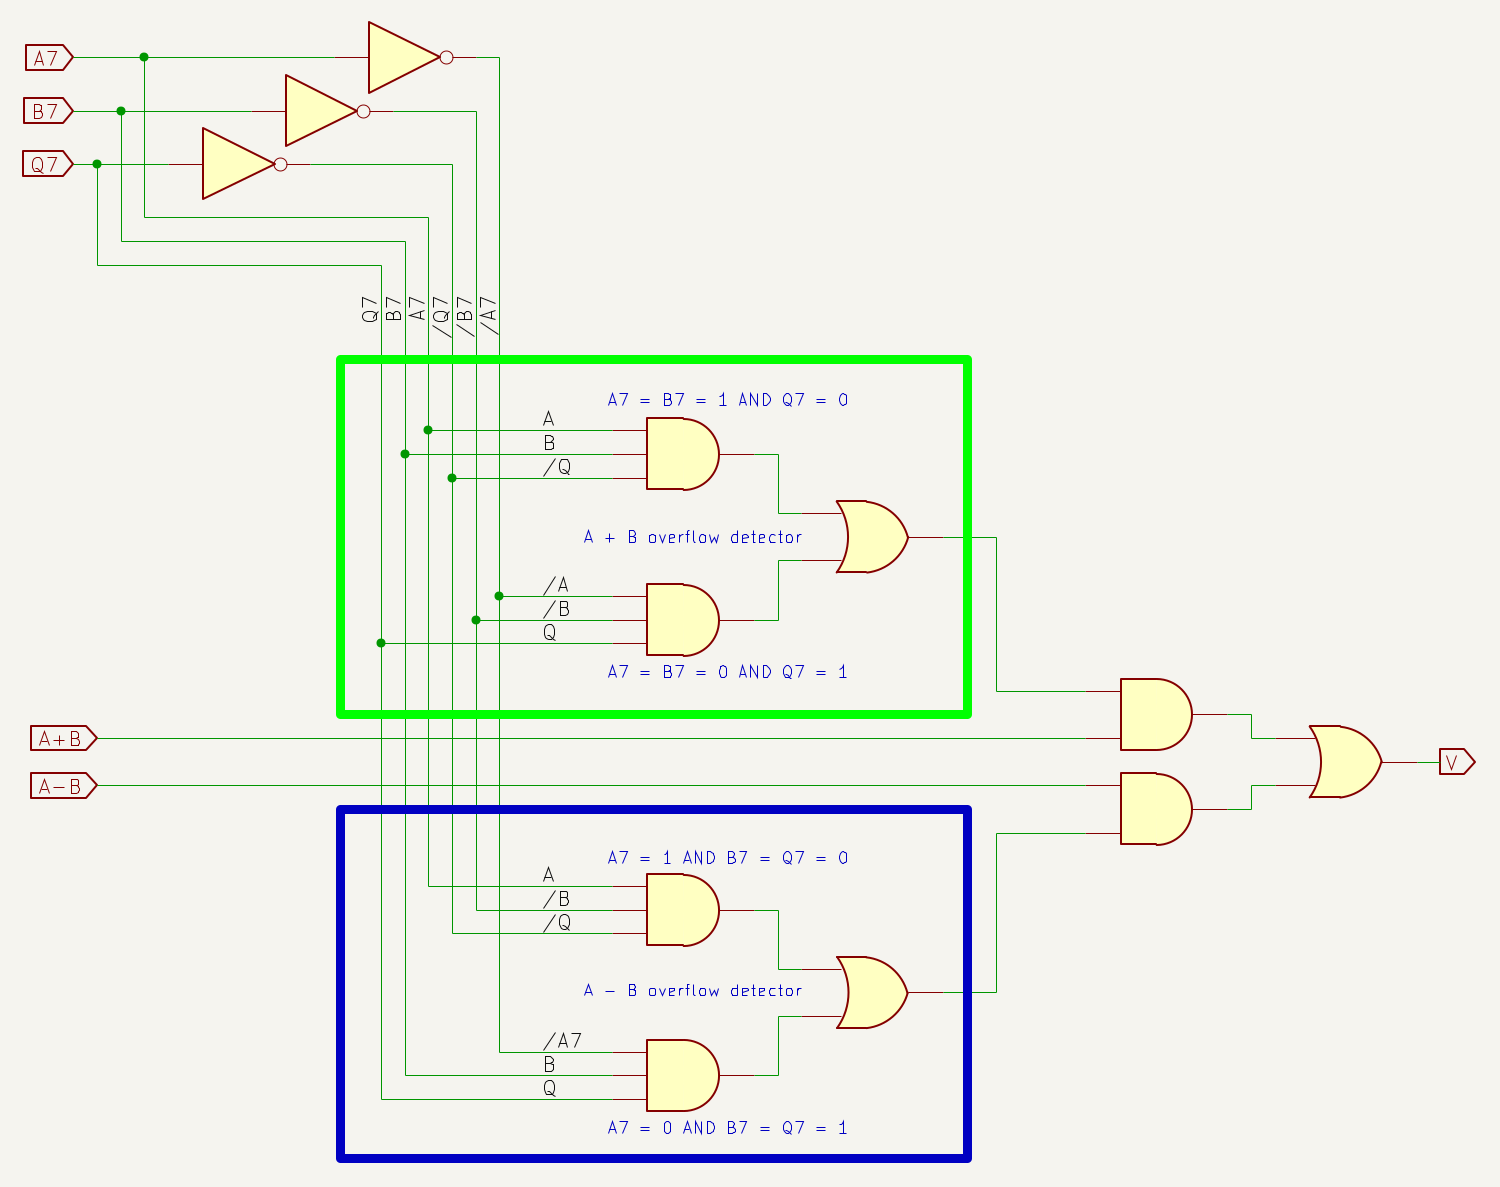 A7
B7
Q7
Q7
B7
A7
/Q7
/B7
/A7
A7 = B7 = 1 AND Q7 = 0
A
B
/Q
A + B overflow detector
/A
/B
Q
A7 = B7 = 0 AND Q7 = 1
A+B
A-B
V
A7 = 1 AND B7 = Q7 = 0
A
/B
/Q
A - B overflow detector
/A7
B
Q
A7 = 0 AND B7 = Q7 = 1